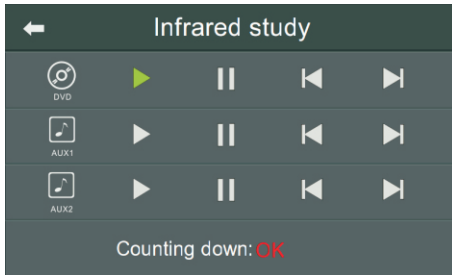 Infrared study
DVD
AUX1
AUX2
Counting down:OK